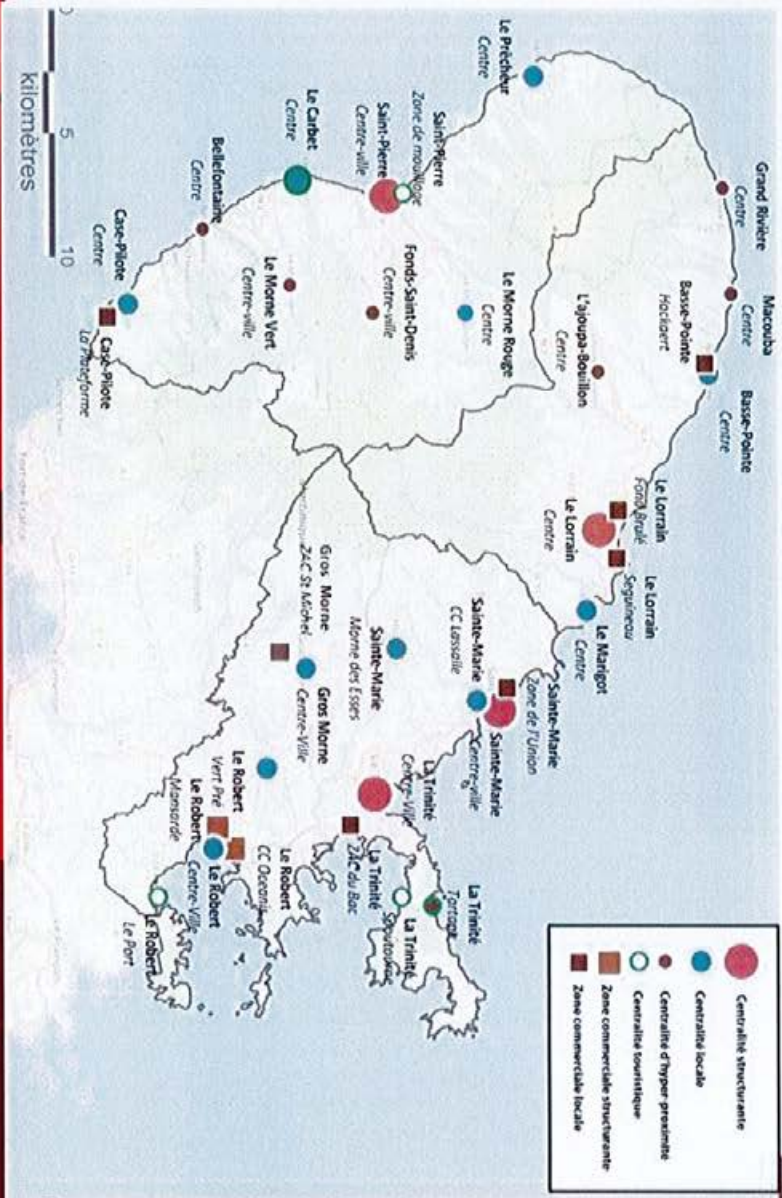 Grand Rivière
Centre
Macouba
Centre
Basse-Pointe
Hackaert
Basse-Pointe
Centre
Le Prêcheur
Centre
L'ajoupa-Bouillon
Centre
Le Lorrain
Fond Brulé
Le Lorrain
Seguineau
Le Lorrain
Centre
Le Marigot
Centre
Le Morne Rouge
Centre
Saint-Pierre
Zone de mouillage
Saint-Pierre
Centre-ville
Fonds-Saint-Denis
Centre-ville
Le Carbet
Centre
Le Morne Vert
Centre-ville
Bellefontaine
Centre
Case-Pilote
Centre
Case-Pilote
La Plateforme
Sainte-Marie
Zone de l'Union
Sainte-Marie
Centre-ville
Sainte-Marie
CC Lassalle
Sainte-Marie
Morne des Esses
Gros Morne
ZAC St Michel
Gros Morne
Centre-Ville
La Trinité
Centre-Ville
La Trinité
Tartane
La Trinité
La Trinité
ZAC du Bac
Le Robert
Vert Pré
Le Robert
CC Oceanis
Le Robert
Mansarde
Le Robert
Centre-Ville
Le Robert
Le Port
0 5 10
kilomètres
Centralité structurante
Centralité locale
Centralité d'hyper-proximité
Centralité touristique
Zone commerciale structurante
Zone commerciale locale